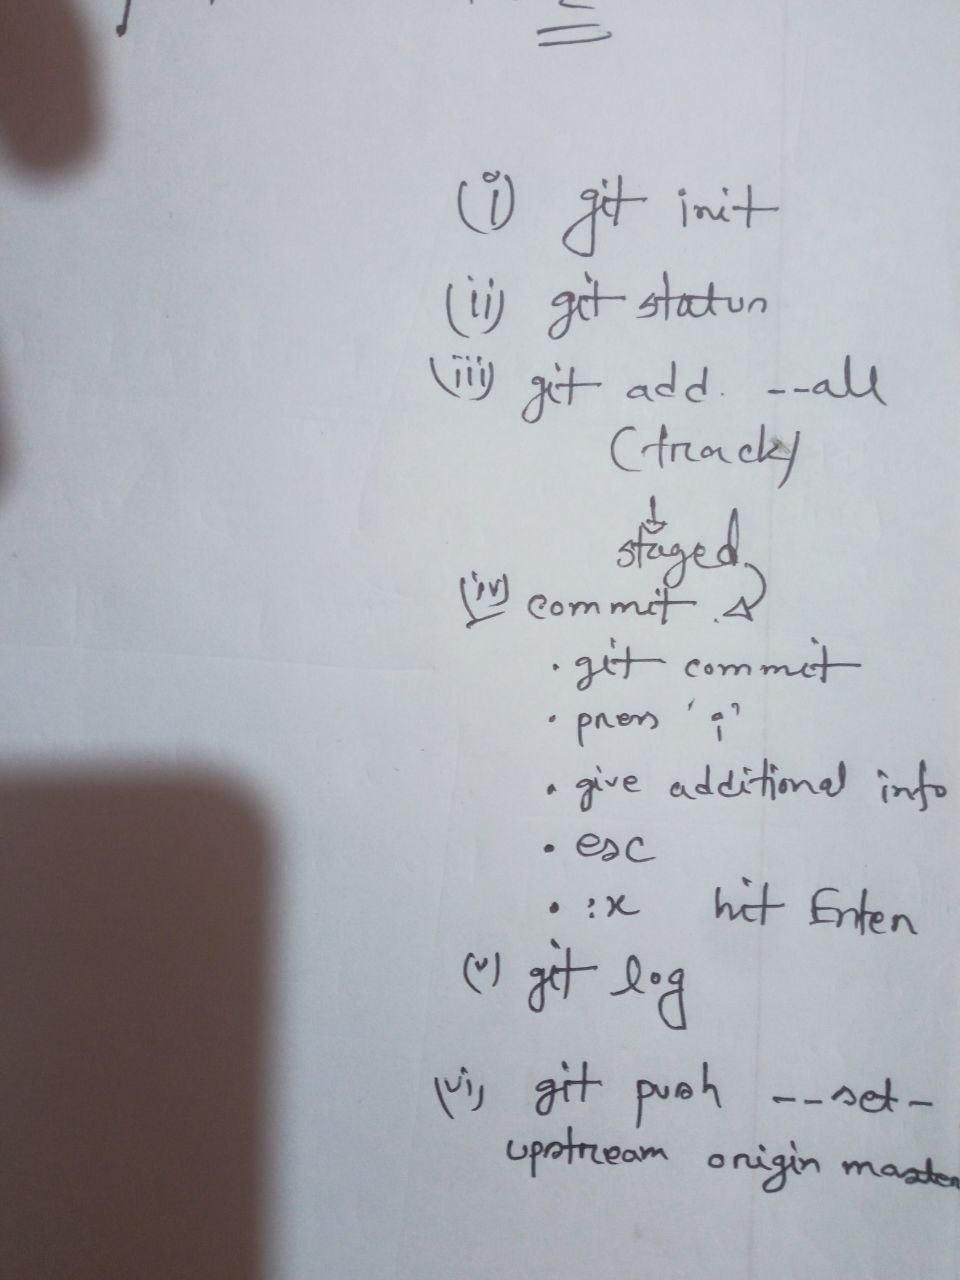 (i) git init
(ii) git status
(iii) git add. --all
(track)
↓
staged
(iv) commit.
• git commit
• press 'i'
• give additional info
• esc
• :x hit Enter
(v) git log
(vi) git push --set-
upstream origin master